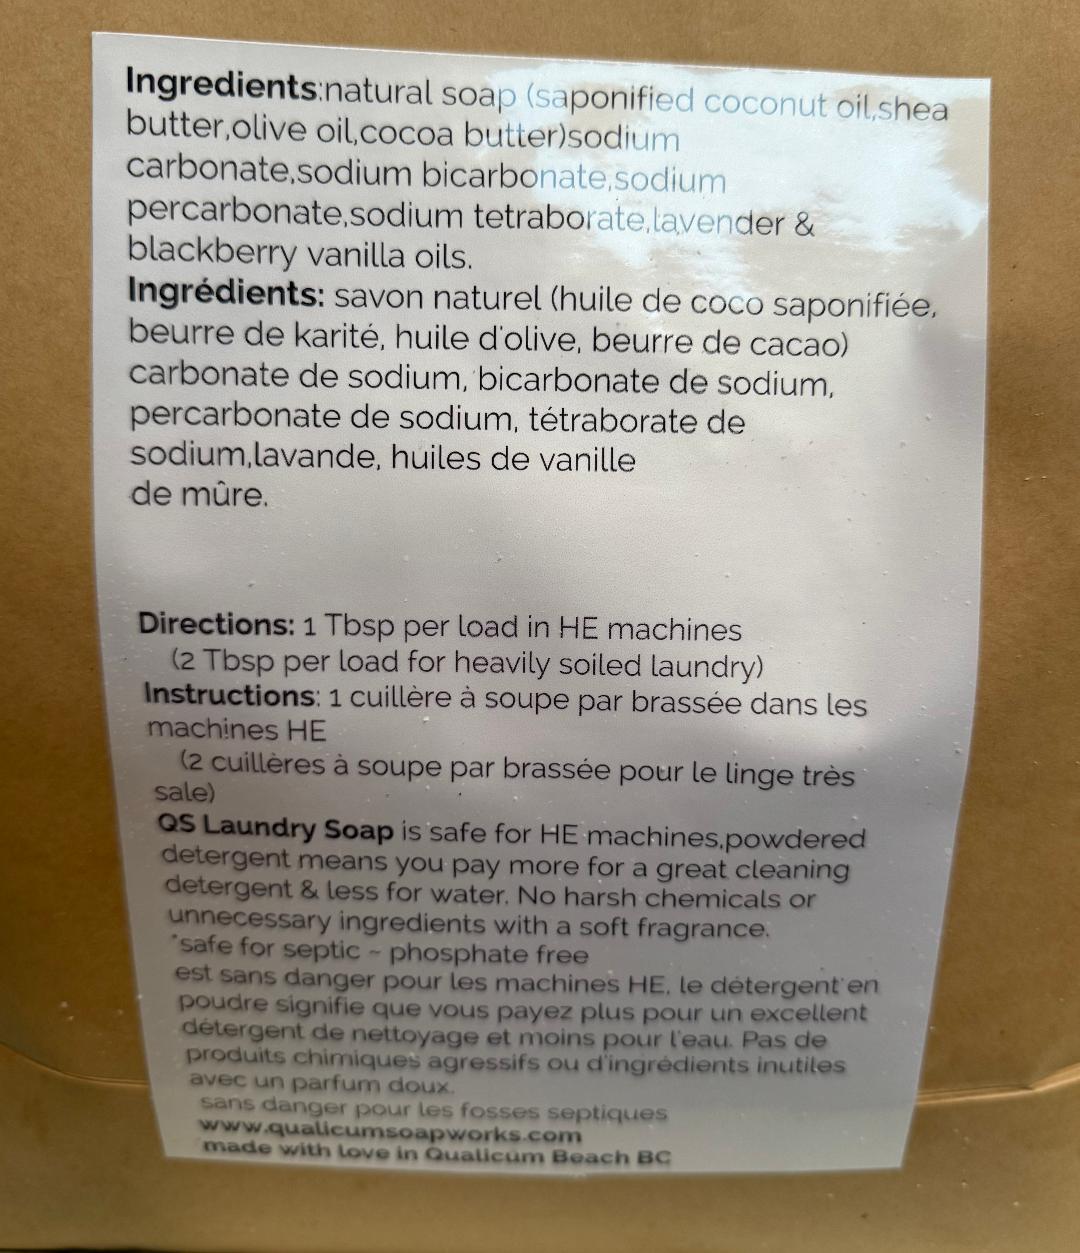 Ingredients:natural soap (saponified coconut oil,shea
butter,olive oil,cocoa butter)sodium
carbonate,sodium bicarbonate,sodium
percarbonate,sodium tetraborate,lavender &
blackberry vanilla oils.
Ingrédients: savon naturel (huile de coco saponifiée,
beurre de karité, huile d'olive, beurre de cacao)
carbonate de sodium, bicarbonate de sodium,
percarbonate de sodium, tétraborate de
sodium,lavande, huiles de vanille
de mûre.
Directions: 1 Tbsp per load in HE machines
(2 Tbsp per load for heavily soiled laundry)
Instructions: 1 cuillère à soupe par brassée dans les
machines HE
(2 cuillères à soupe par brassée pour le linge très
sale)
QS Laundry Soap is safe for HE machines,powdered
detergent means you pay more for a great cleaning
detergent & less for water. No harsh chemicals or
unnecessary ingredients with a soft fragrance.
*safe for septic ~ phosphate free
est sans danger pour les machines HE, le détergent en
poudre signifie que vous payez plus pour un excellent
détergent de nettoyage et moins pour l'eau. Pas de
produits chimiques agressifs ou d'ingrédients inutiles
avec un parfum doux.
sans danger pour les fosses septiques
www.qualicumsoapworks.com
made with love in Qualicum Beach BC